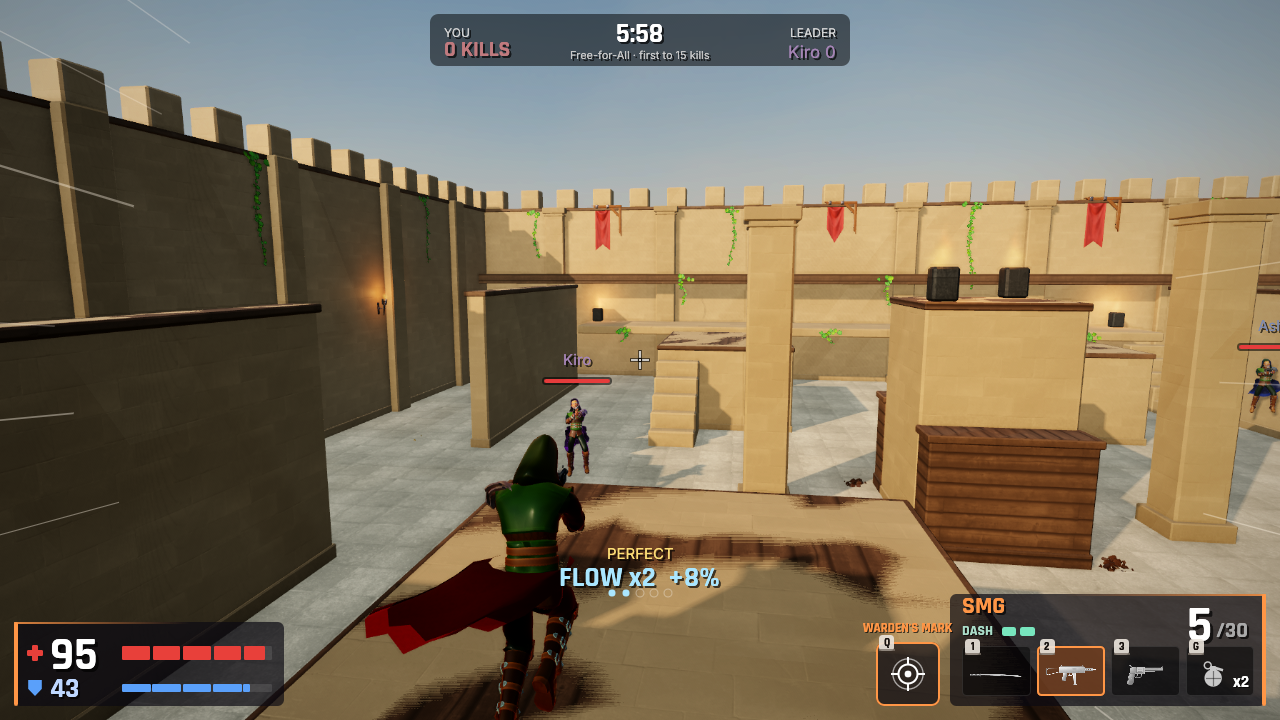 YOU
0 KILLS
5:58
Free-for-All · first to 15 kills
LEADER
Kiro 0
Kiro
PERFECT
FLOW x2 +8%
95
43
WARDEN'S MARK
Q
SMG
DASH
5/30
1
2
3
G
x2